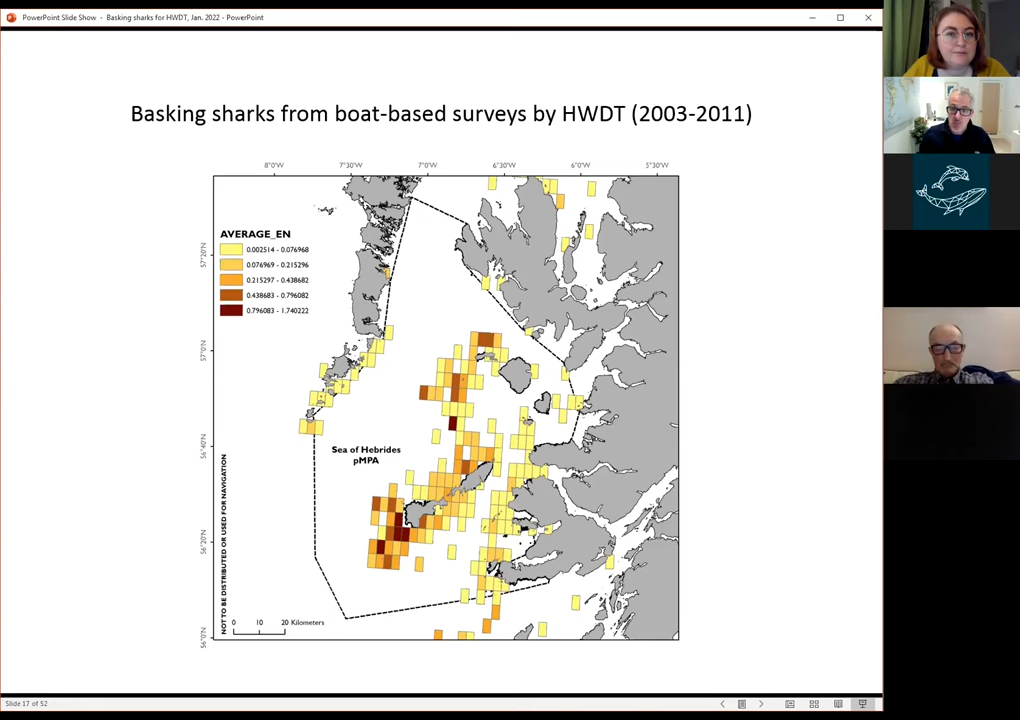 PowerPoint Slide Show - Basking sharks for HWDT, Jan. 2022 - PowerPoint
Basking sharks from boat-based surveys by HWDT (2003-2011)
8°0'W 7°30'W 7°0'W 6°30'W 6°0'W 5°30'W
AVERAGE_EN
0.002514 - 0.076968
0.076969 - 0.215296
0.215297 - 0.438682
0.438683 - 0.796082
0.796083 - 1.740222
57°20'N
57°0'N
56°40'N
56°20'N
56°0'N
Sea of Hebrides
pMPA
NOT TO BE DISTRIBUTED OR USED FOR NAVIGATION
0 10 20 Kilometers
Slide 17 of 52